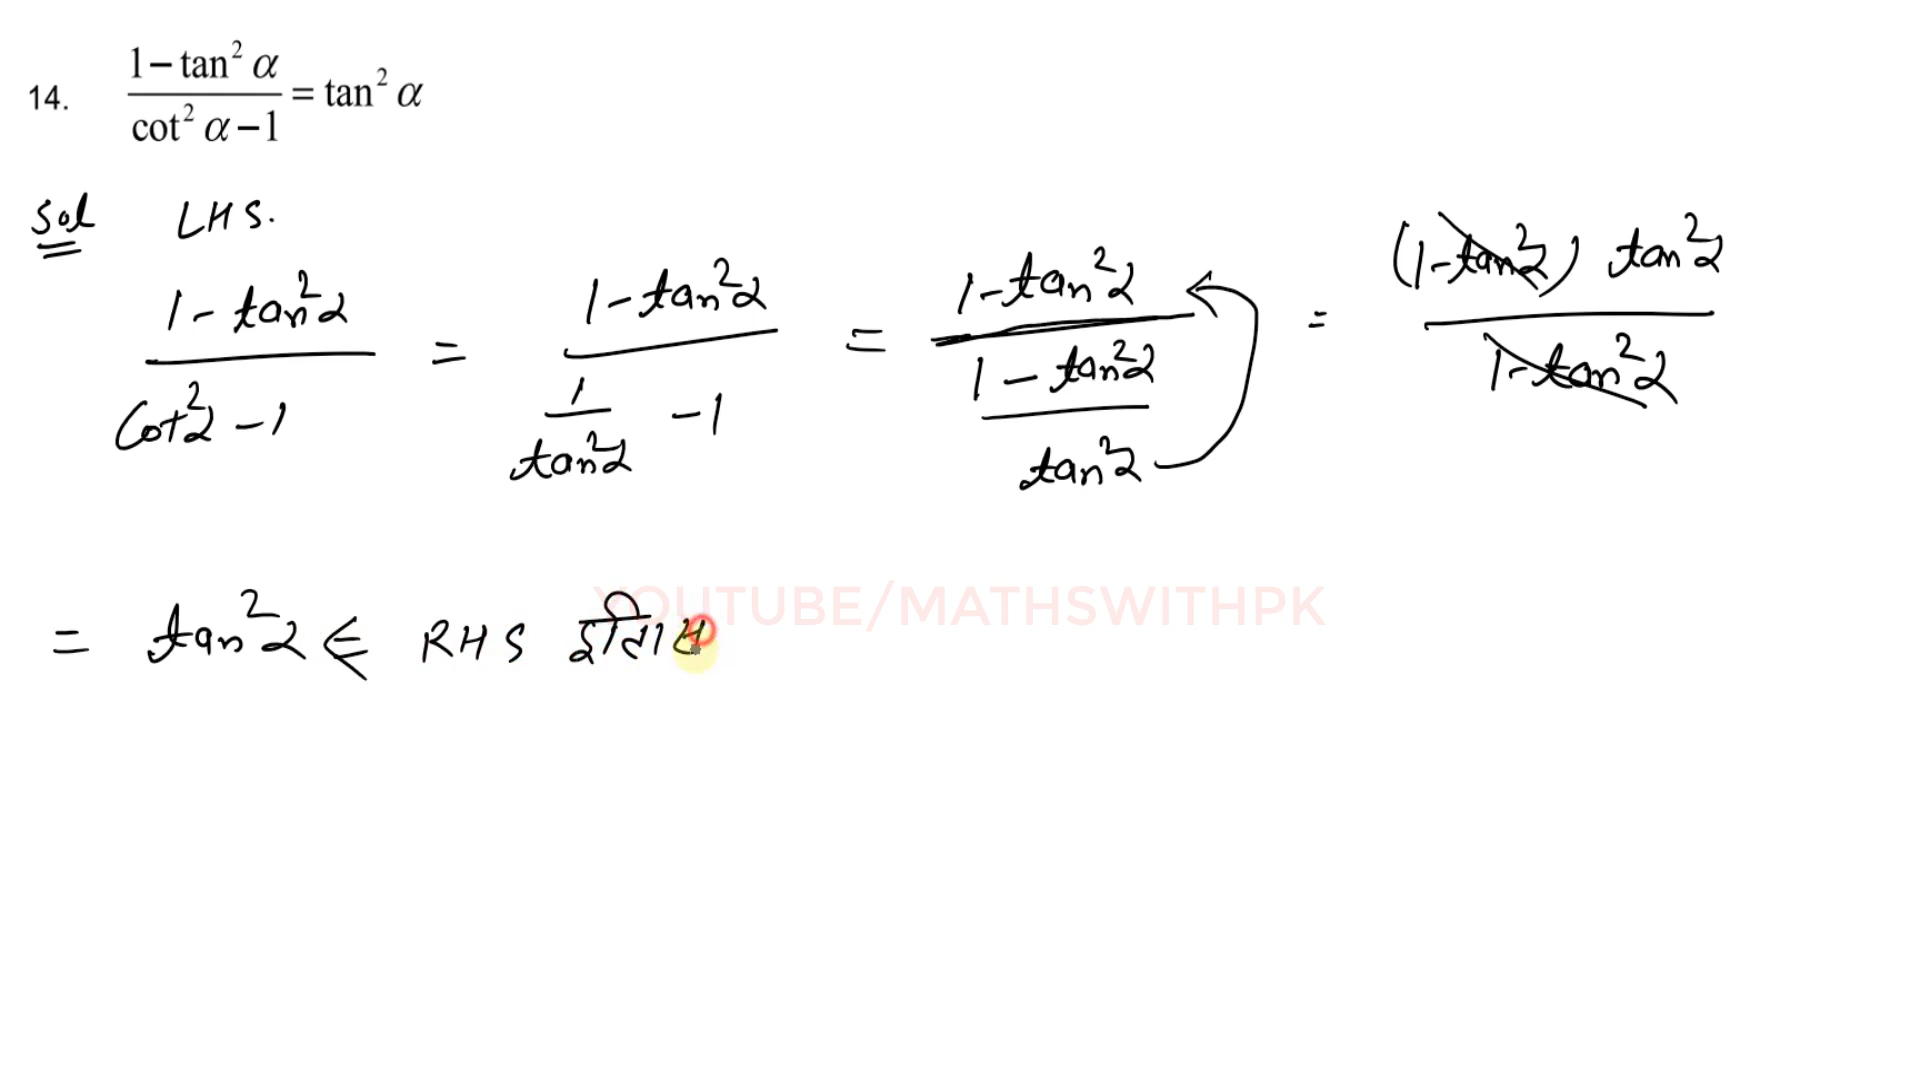 14. (1 − tan² α)/(cot² α − 1) = tan² α
Sol LHS.
(1 - tan²α)/(cot²α - 1) = (1 - tan²α)/(1/tan²α - 1) = (1 - tan²α)/((1 - tan²α)/tan²α) = ((1 - tan²α) tan²α)/(1 - tan²α)
YOUTUBE/MATHSWITHPK
= tan²α ⇐ RHS